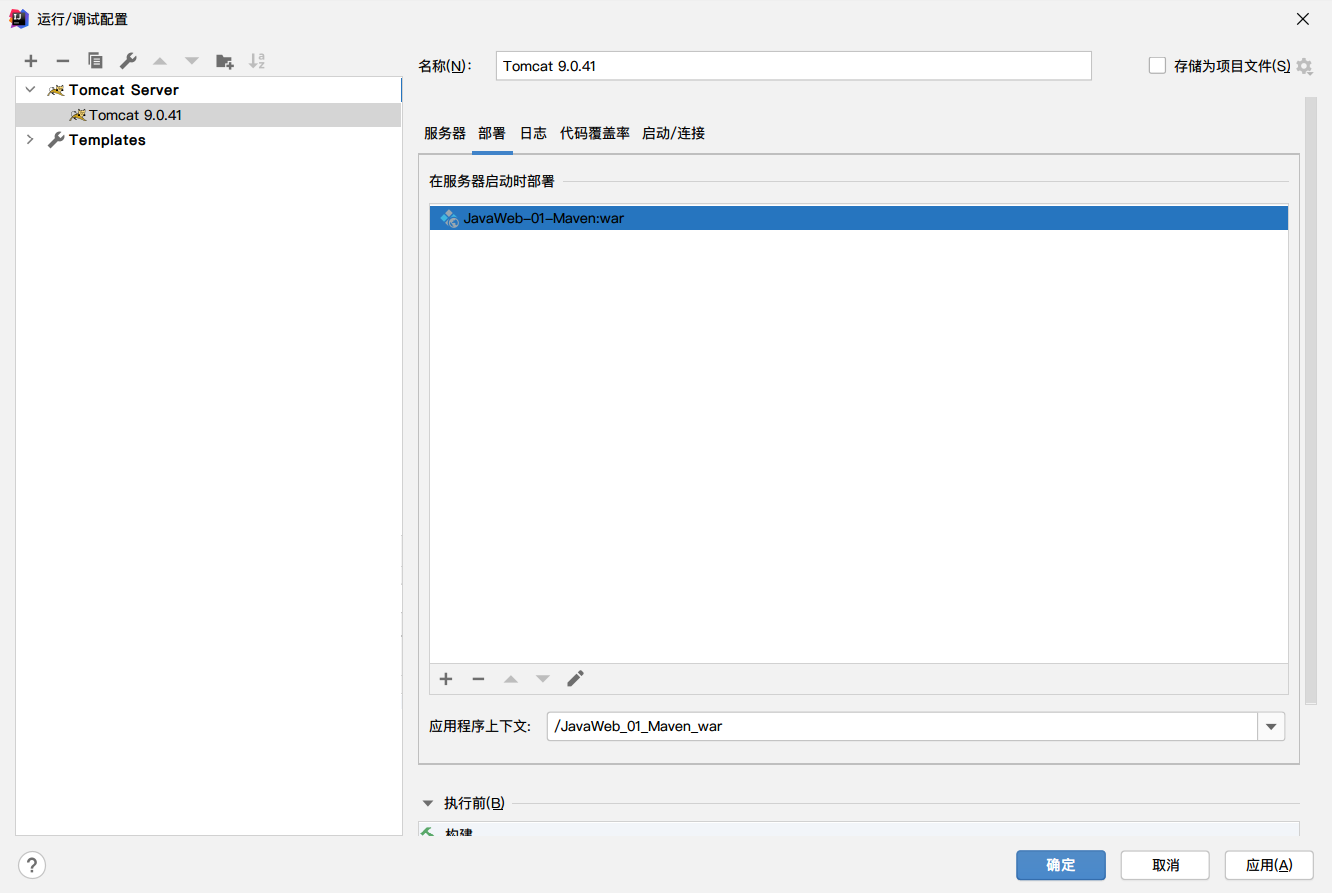 运行/调试配置
Tomcat Server
Tomcat 9.0.41
Templates
名称(N):
Tomcat 9.0.41
存储为项目文件(S)
服务器 部署 日志 代码覆盖率 启动/连接
在服务器启动时部署
JavaWeb-01-Maven:war
应用程序上下文:
/JavaWeb_01_Maven_war
执行前(B)
构建
?
确定 取消 应用(A)